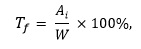 T_f = A_i / W × 100%,